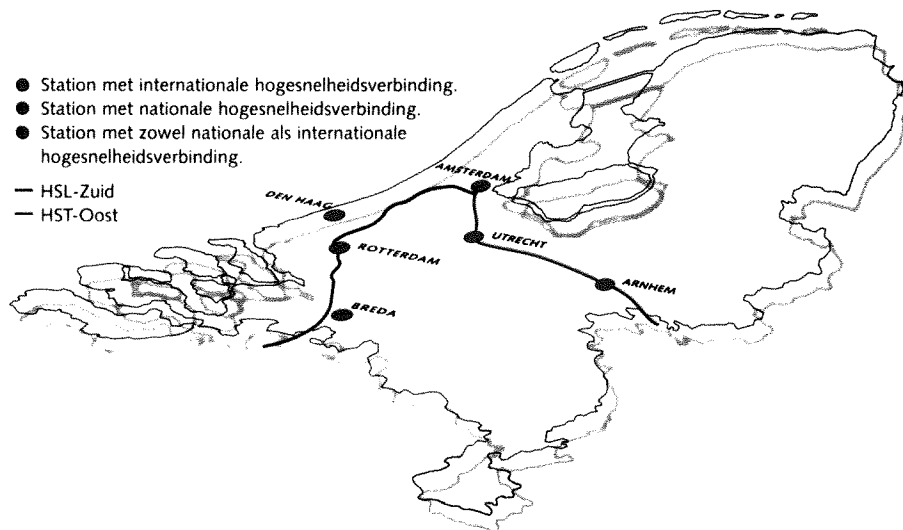 Station met internationale hogesnelheidsverbinding.
Station met nationale hogesnelheidsverbinding.
Station met zowel nationale als internationale
hogesnelheidsverbinding.
HSL-Zuid
HST-Oost
AMSTERDAM
DEN HAAG
UTRECHT
ROTTERDAM
ARNHEM
BREDA